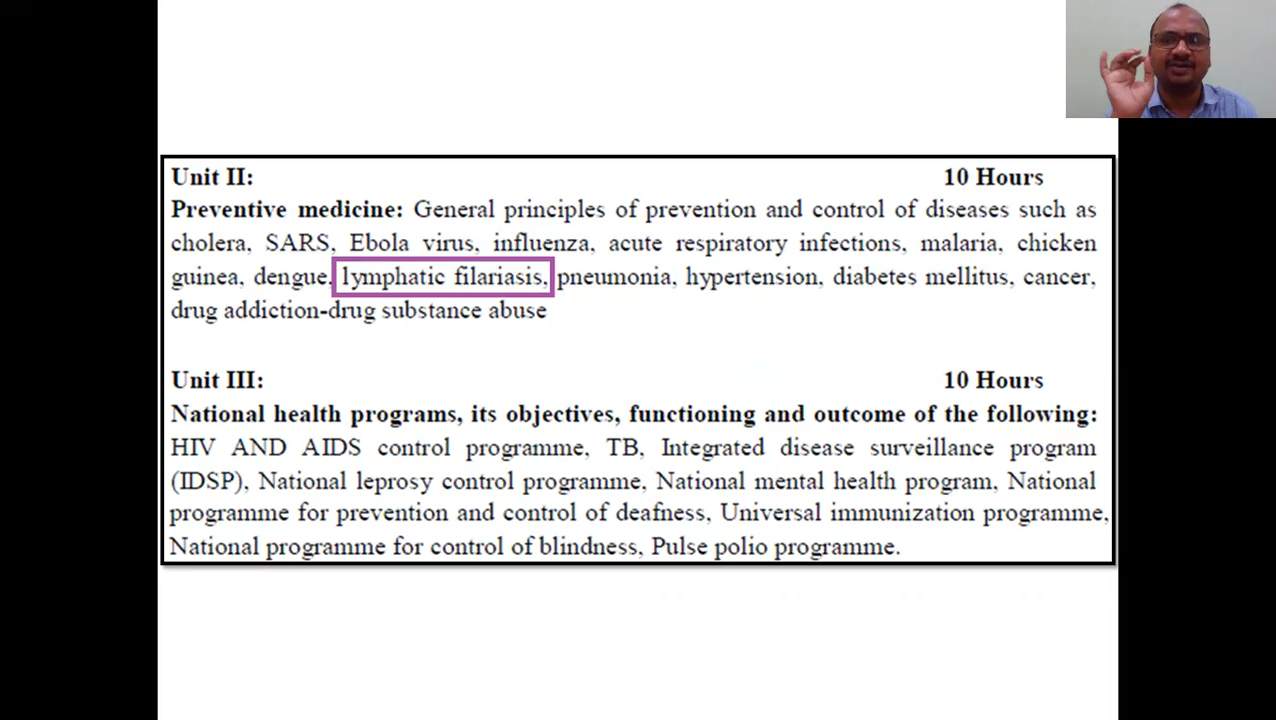 Unit II: 10 Hours
Preventive medicine: General principles of prevention and control of diseases such as
cholera, SARS, Ebola virus, influenza, acute respiratory infections, malaria, chicken
guinea, dengue, lymphatic filariasis, pneumonia, hypertension, diabetes mellitus, cancer,
drug addiction-drug substance abuse
Unit III: 10 Hours
National health programs, its objectives, functioning and outcome of the following:
HIV AND AIDS control programme, TB, Integrated disease surveillance program
(IDSP), National leprosy control programme, National mental health program, National
programme for prevention and control of deafness, Universal immunization programme,
National programme for control of blindness, Pulse polio programme.